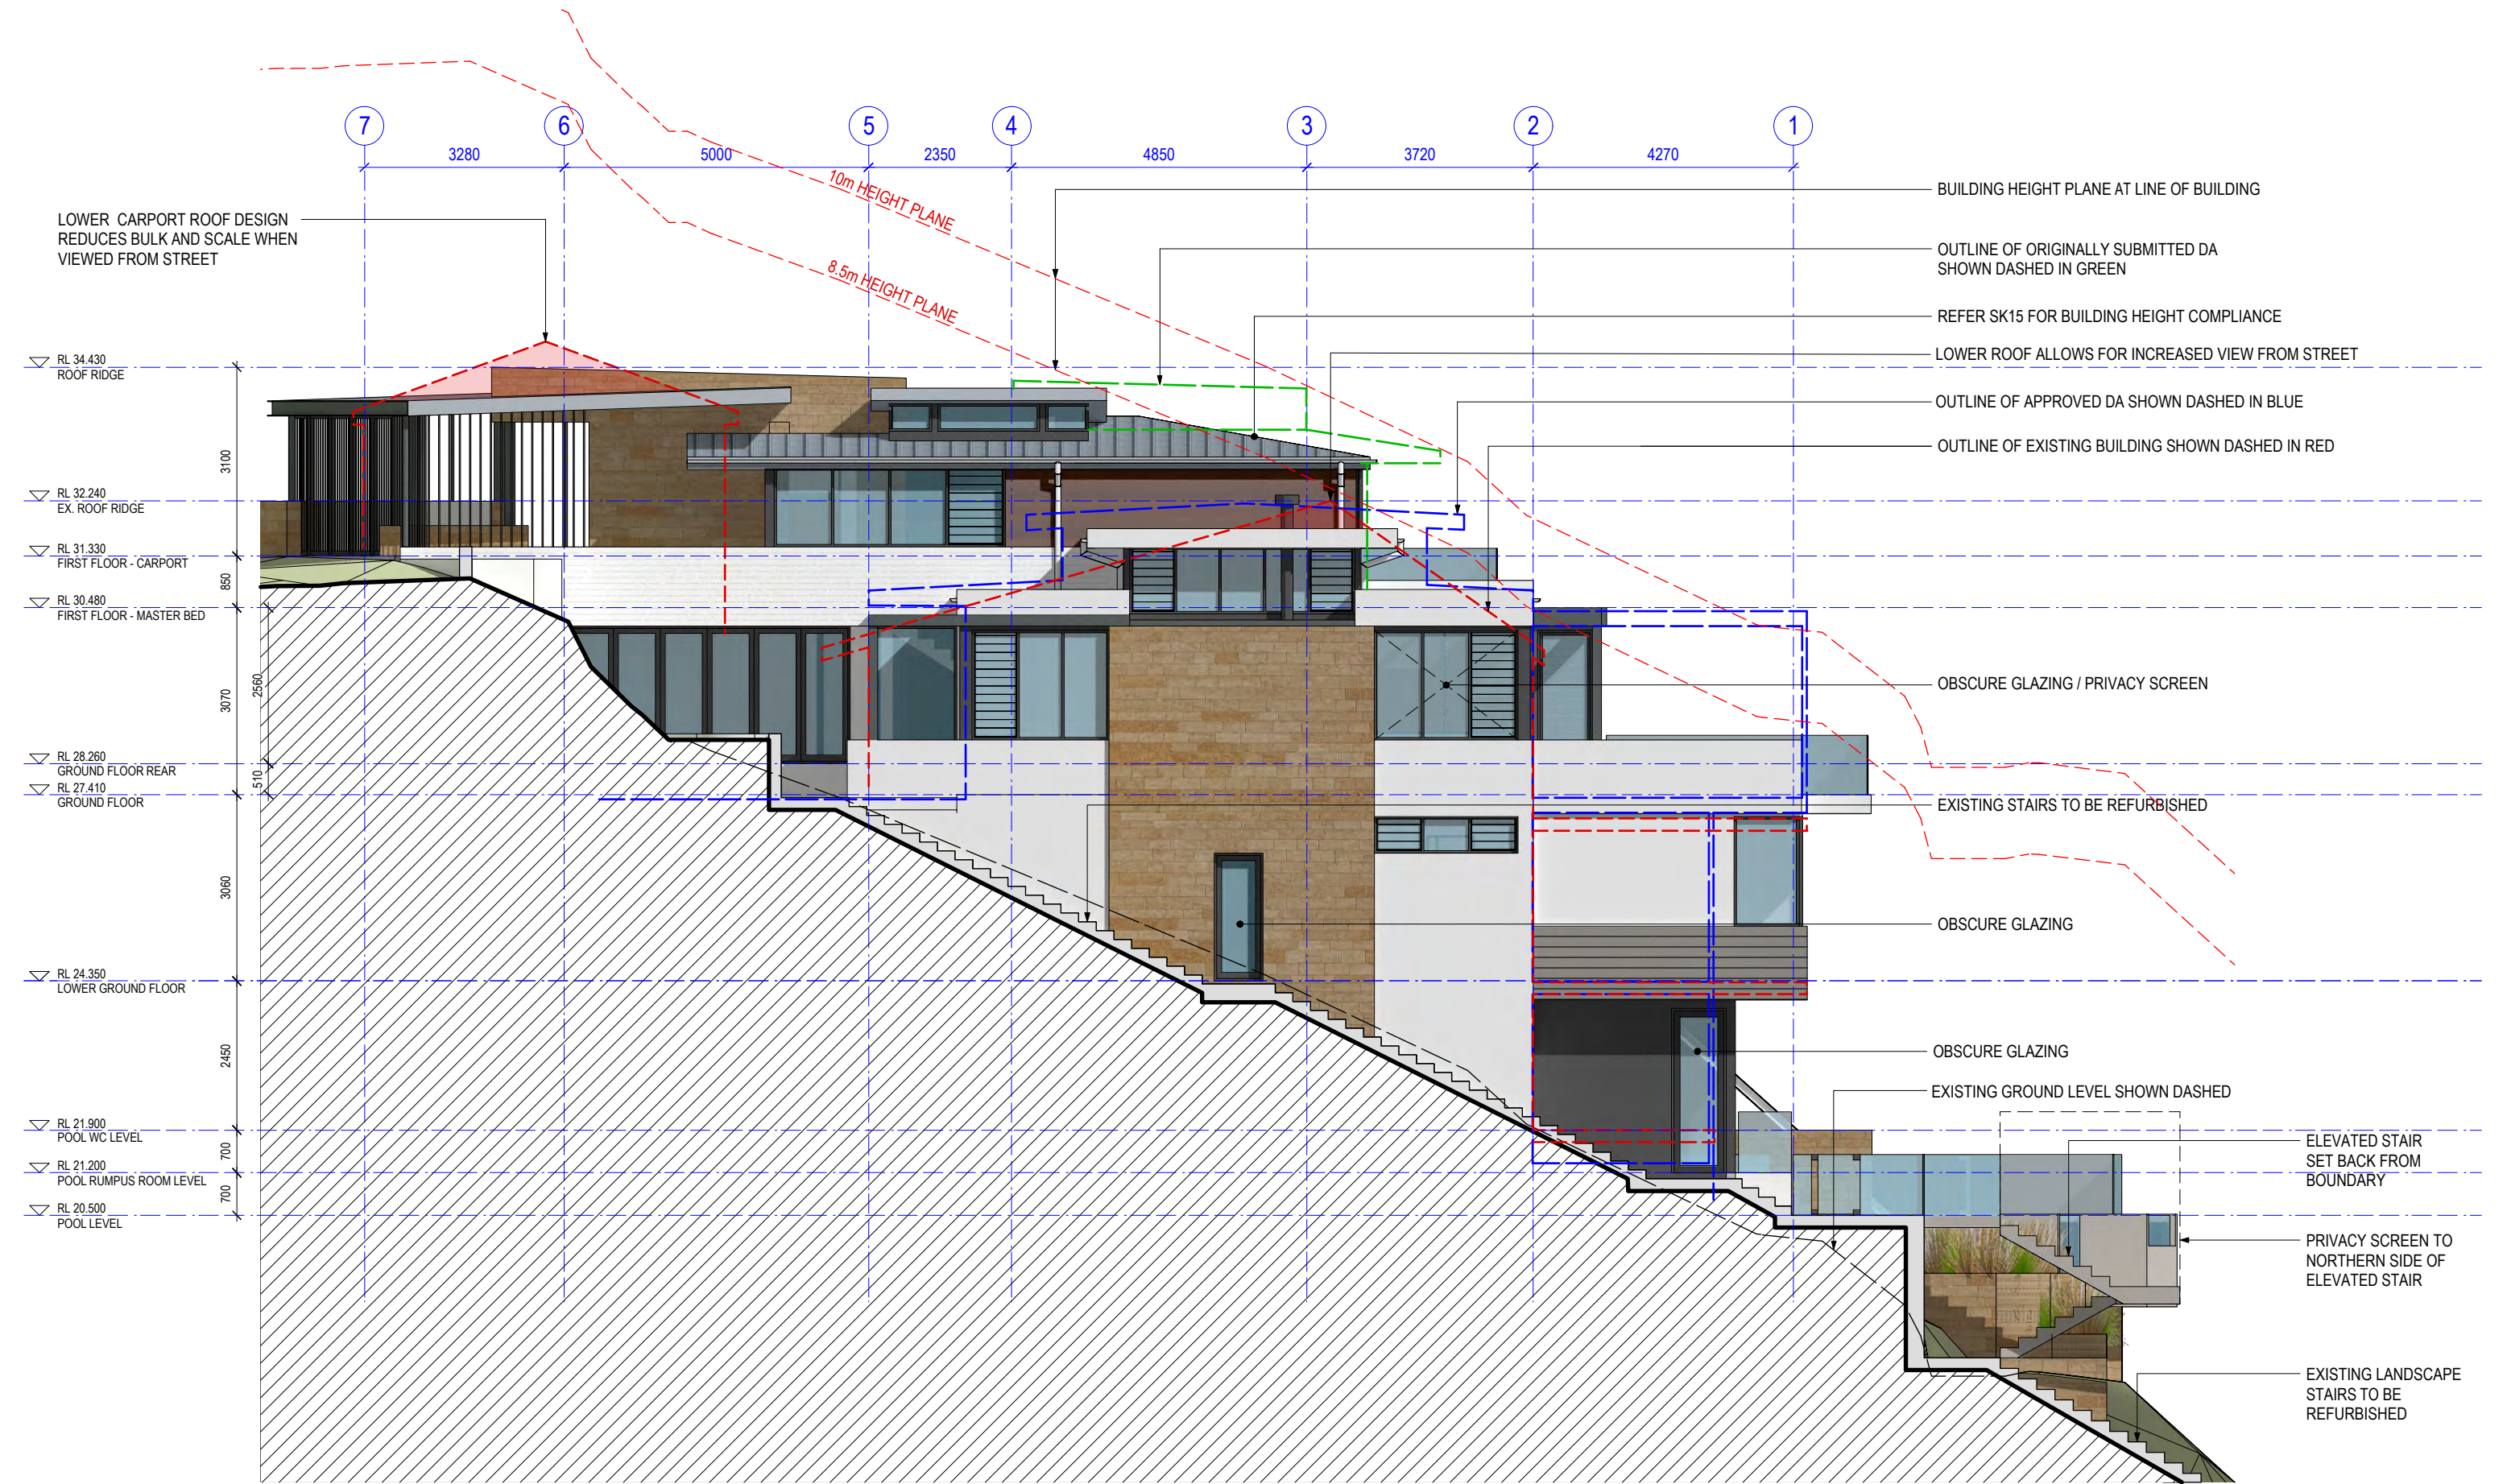 7
6
5
4
3
2
1
3280
5000
2350
4850
3720
4270
10m HEIGHT PLANE
8.5m HEIGHT PLANE
LOWER CARPORT ROOF DESIGN
REDUCES BULK AND SCALE WHEN
VIEWED FROM STREET
BUILDING HEIGHT PLANE AT LINE OF BUILDING
OUTLINE OF ORIGINALLY SUBMITTED DA
SHOWN DASHED IN GREEN
REFER SK15 FOR BUILDING HEIGHT COMPLIANCE
LOWER ROOF ALLOWS FOR INCREASED VIEW FROM STREET
OUTLINE OF APPROVED DA SHOWN DASHED IN BLUE
OUTLINE OF EXISTING BUILDING SHOWN DASHED IN RED
OBSCURE GLAZING / PRIVACY SCREEN
EXISTING STAIRS TO BE REFURBISHED
OBSCURE GLAZING
OBSCURE GLAZING
EXISTING GROUND LEVEL SHOWN DASHED
ELEVATED STAIR
SET BACK FROM
BOUNDARY
PRIVACY SCREEN TO
NORTHERN SIDE OF
ELEVATED STAIR
EXISTING LANDSCAPE
STAIRS TO BE
REFURBISHED
RL 34.430
ROOF RIDGE
3100
RL 32.240
EX. ROOF RIDGE
RL 31.330
FIRST FLOOR - CARPORT
850
RL 30.480
FIRST FLOOR - MASTER BED
3070
2560
RL 28.260
GROUND FLOOR REAR
510
RL 27.410
GROUND FLOOR
3060
RL 24.350
LOWER GROUND FLOOR
2450
RL 21.900
POOL WC LEVEL
700
RL 21.200
POOL RUMPUS ROOM LEVEL
700
RL 20.500
POOL LEVEL